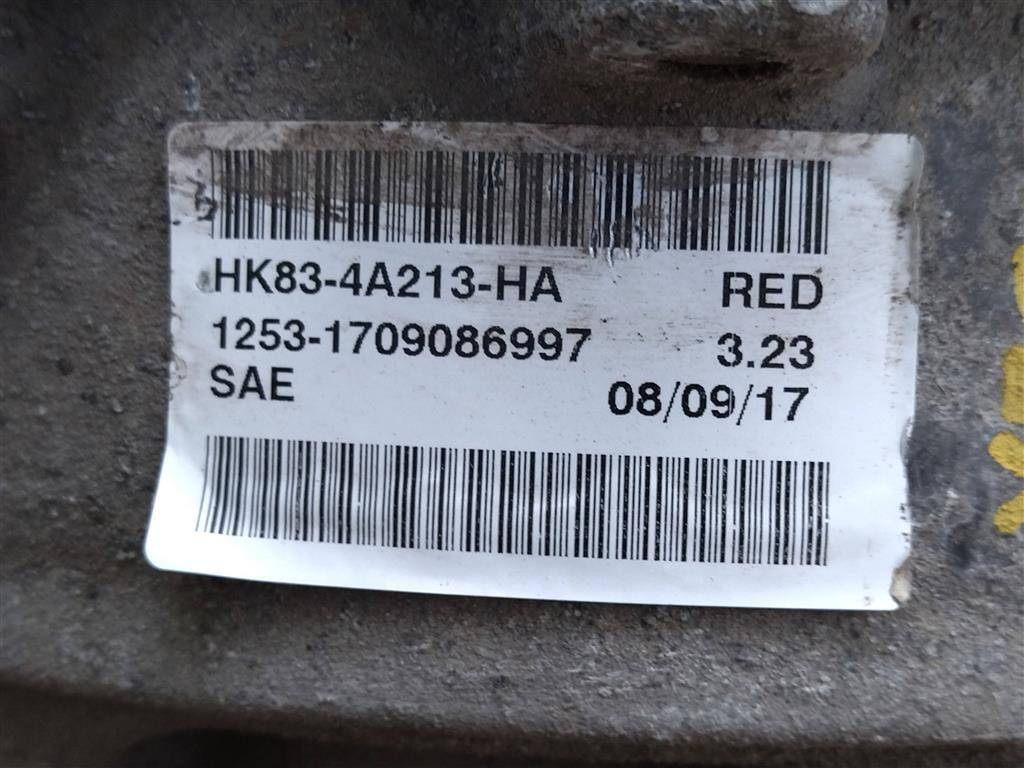 HK83-4A213-HA RED
1253-1709086997 3.23
SAE 08/09/17